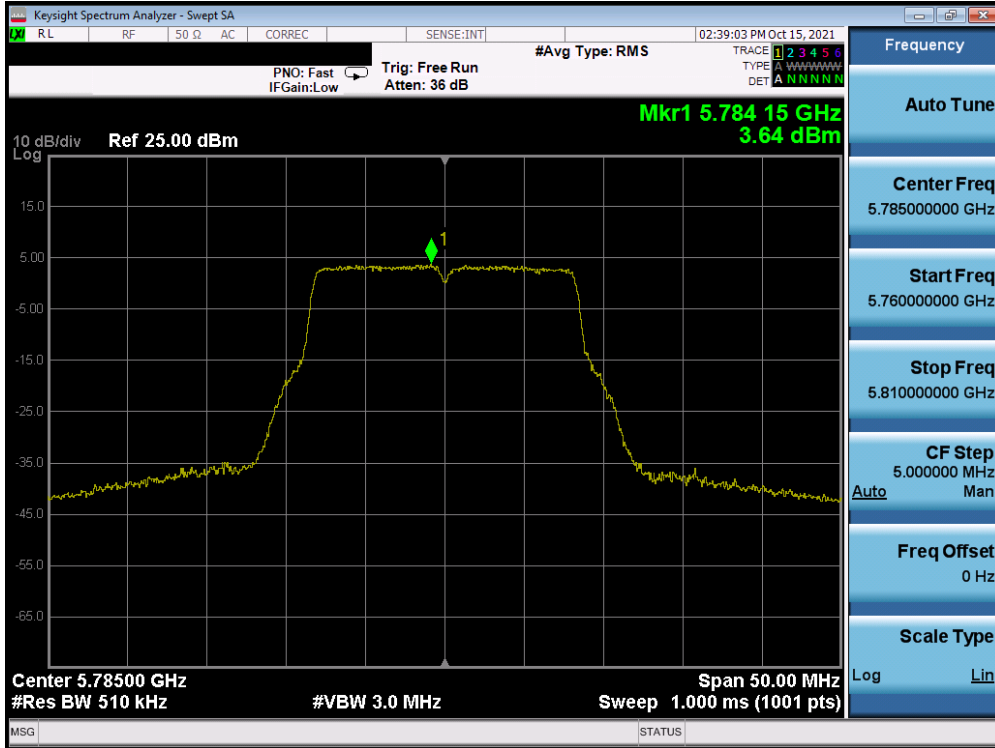 Keysight Spectrum Analyzer - Swept SA
LXI RL RF 50 Ω AC CORREC SENSE:INT 02:39:03 PM Oct 15, 2021
#Avg Type: RMS
TRACE 1 2 3 4 5 6
PNO: Fast Trig: Free Run
TYPE A WWWWW
IFGain:Low Atten: 36 dB
DET A N N N N N
Mkr1 5.784 15 GHz
3.64 dBm
10 dB/div Ref 25.00 dBm
Log
15.0
5.00
-5.00
-15.0
-25.0
-35.0
-45.0
-55.0
-65.0
1
Center 5.78500 GHz Span 50.00 MHz
#Res BW 510 kHz #VBW 3.0 MHz Sweep 1.000 ms (1001 pts)
MSG STATUS
Frequency
Auto Tune
Center Freq
5.785000000 GHz
Start Freq
5.760000000 GHz
Stop Freq
5.810000000 GHz
CF Step
5.000000 MHz
Auto Man
Freq Offset
0 Hz
Scale Type
Log Lin